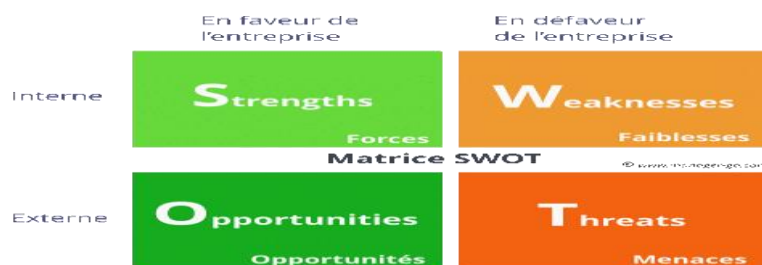 En faveur de
l'entreprise
En défaveur
de l'entreprise
Interne
Strengths
Forces
Weaknesses
Faiblesses
Matrice SWOT
©
Externe
Opportunities
Opportunités
Threats
Menaces